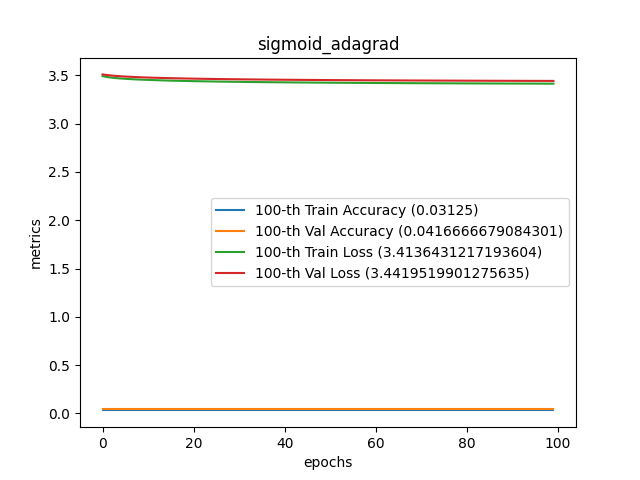 sigmoid_adagrad
3.5
3.0
2.5
2.0
1.5
1.0
0.5
0.0
metrics
100-th Train Accuracy (0.03125)
100-th Val Accuracy (0.0416666679084301)
100-th Train Loss (3.4136431217193604)
100-th Val Loss (3.4419519901275635)
0 20 40 60 80 100
epochs